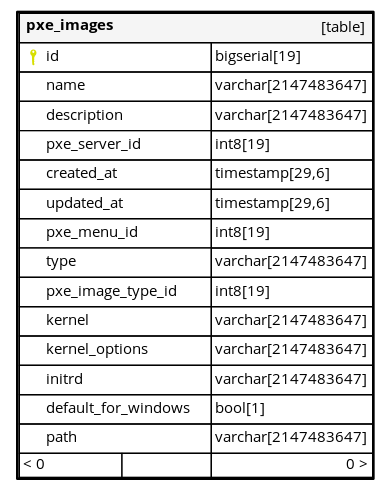 pxe_images [table]
id bigserial[19]
name varchar[2147483647]
description varchar[2147483647]
pxe_server_id int8[19]
created_at timestamp[29,6]
updated_at timestamp[29,6]
pxe_menu_id int8[19]
type varchar[2147483647]
pxe_image_type_id int8[19]
kernel varchar[2147483647]
kernel_options varchar[2147483647]
initrd varchar[2147483647]
default_for_windows bool[1]
path varchar[2147483647]
< 0 0 >